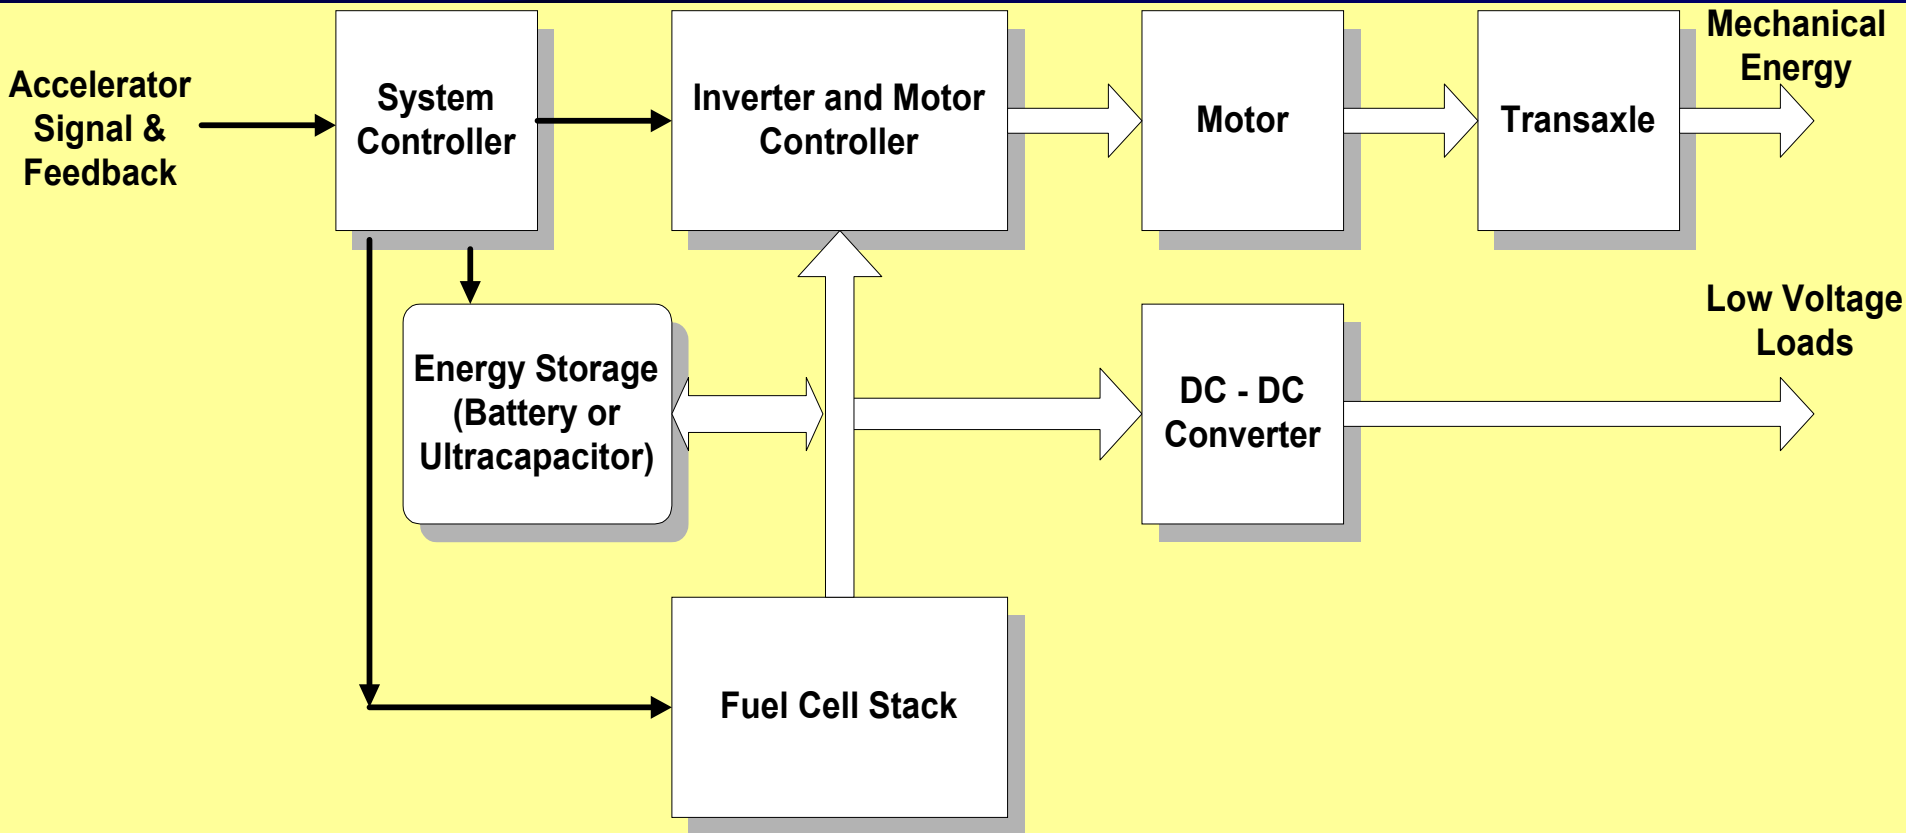 Accelerator
Signal &
Feedback
System
Controller
Inverter and Motor
Controller
Motor
Transaxle
Mechanical
Energy
Energy Storage
(Battery or
Ultracapacitor)
DC - DC
Converter
Low Voltage
Loads
Fuel Cell Stack